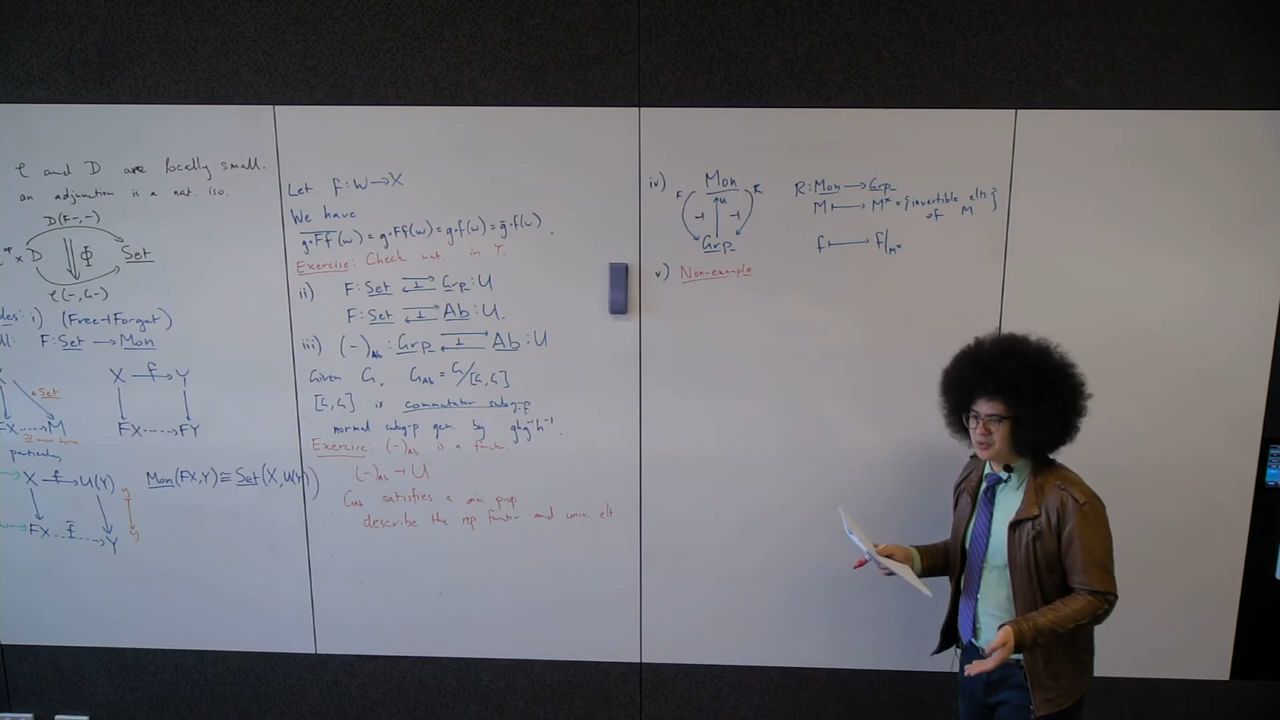 C and D are locally small.
an adjunction is a nat. iso.
D(F-,-)
op × D
Φ
Set
C(-,G-)
i) (Free ⊣ Forget)
F: Set → Mon
Set
X f Y
FX M
FX FY
particular,
X f U(Y)
FX Y
Mon(FX,Y) ≅ Set(X,U(Y))
Let f: W → X
We have
g·Ff(w) = g·Ff(w) = g·f(w) = g·f(w).
Exercise: Check nat. in Y.
ii) F: Set ⊥ Grp: U
F: Set ⊥ Ab: U.
iii) (-)Ab: Grp ⊥ Ab: U
Given G, GAb = G/[G,G]
[G,G] is commutator subgp
normal subgp gen by ghg⁻¹h⁻¹.
Exercise: (-)Ab is a functor
(-)Ab ⊣ U
GAb satisfies a univ prop
describe the rep functor and univ elt.
iv) Mon
F ⊣ U ⊣ R
Grp
R: Mon → Grp
M ↦ M× = {invertible elts
of M}
f ↦ f|M×
v) Non-example